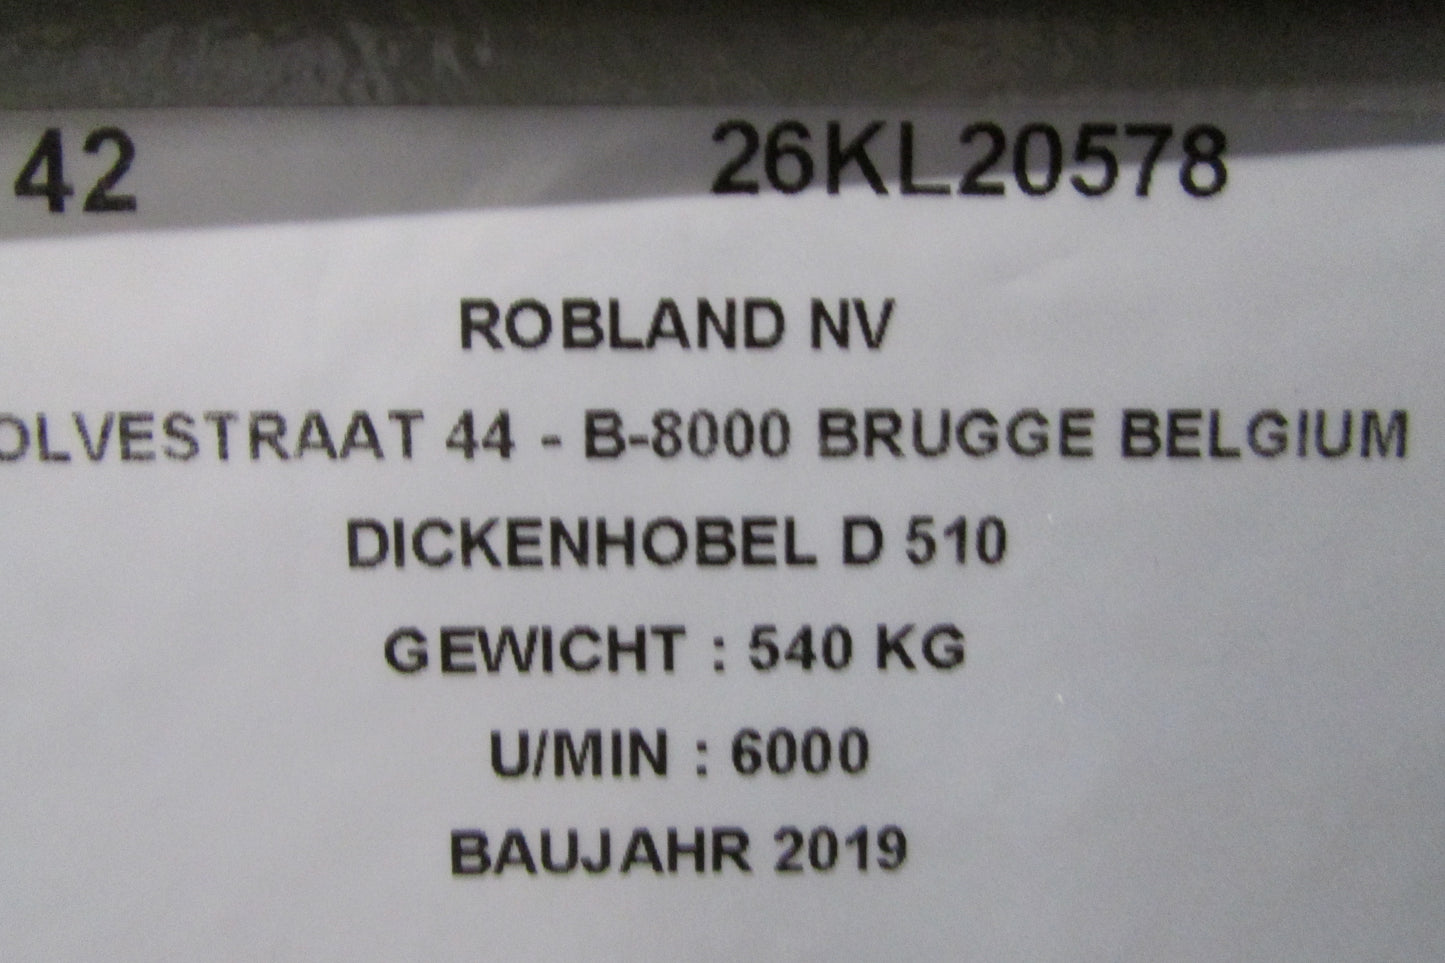 42 26KL20578
ROBLAND NV
OLVESTRAAT 44 - B-8000 BRUGGE BELGIUM
DICKENHOBEL D 510
GEWICHT : 540 KG
U/MIN : 6000
BAUJAHR 2019